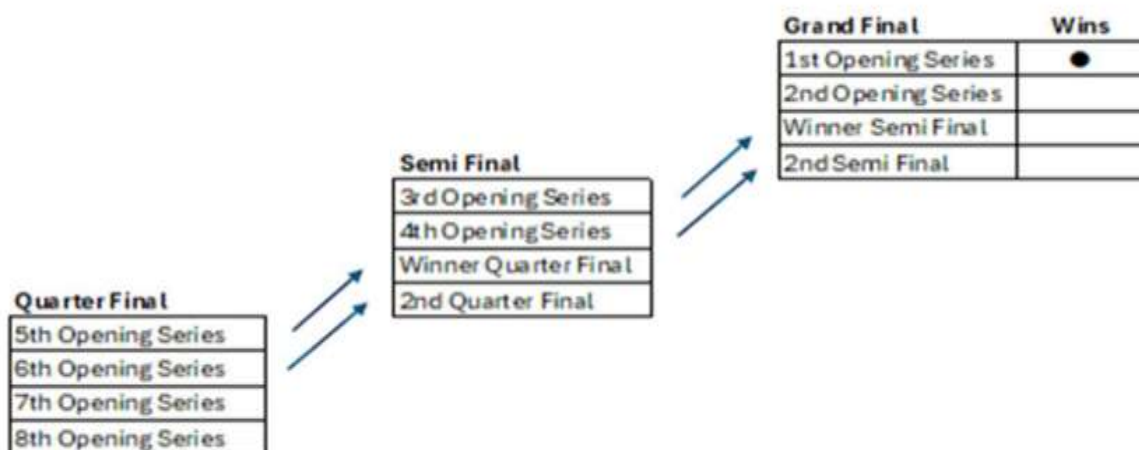 Grand Final Wins
1st Opening Series
2nd Opening Series
Winner Semi Final
2nd Semi Final
Semi Final
3rd Opening Series
4th Opening Series
Winner Quarter Final
2nd Quarter Final
Quarter Final
5th Opening Series
6th Opening Series
7th Opening Series
8th Opening Series